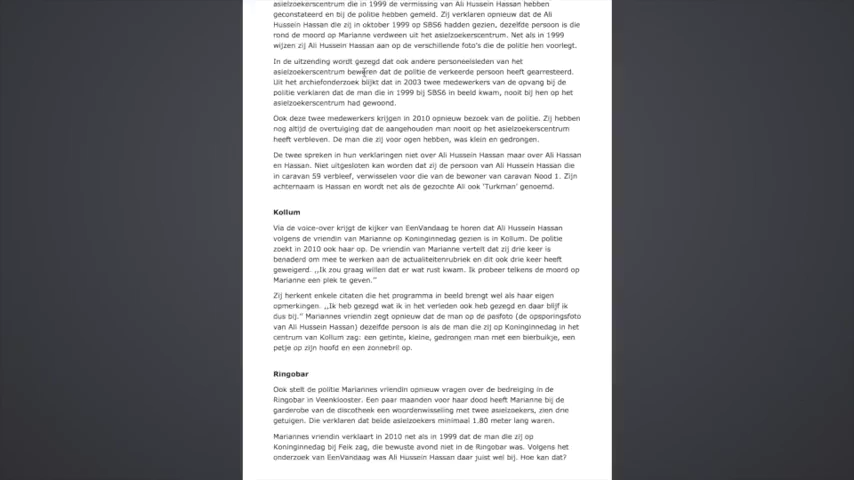 asielzoekerscentrum die in 1999 de vermissing van Ali Hussein Hassan hebben
geconstateerd en bij de politie hebben gemeld. Zij verklaren opnieuw dat de Ali
Hussein Hassan die zij in oktober 1999 op SBS6 hadden gezien, dezelfde persoon is die
rond de moord op Marianne verdween uit het asielzoekerscentrum. Net als in 1999
wijzen zij Ali Hussein Hassan aan op de verschillende foto's die de politie hen voorlegt.
In de uitzending wordt gezegd dat ook andere personeelsleden van het
asielzoekerscentrum beweren dat de politie de verkeerde persoon heeft gearresteerd.
Uit het archiefonderzoek blijkt dat in 2003 twee medewerkers van de opvang bij de
politie verklaren dat de man die in 1999 bij SBS6 in beeld kwam, nooit bij hen op het
asielzoekerscentrum had gewoond.
Ook deze twee medewerkers krijgen in 2010 opnieuw bezoek van de politie. Zij hebben
nog altijd de overtuiging dat de aangehouden man nooit op het asielzoekerscentrum
heeft verbleven. De man die zij voor ogen hebben, was klein en gedrongen.
De twee spreken in hun verklaringen niet over Ali Hussein Hassan maar over Ali Hassan
en Hassan. Niet uitgesloten kan worden dat zij de persoon van Ali Hussein Hassan die
in caravan 59 verbleef, verwisselen voor die van de bewoner van caravan Nood 1. Zijn
achternaam is Hassan en wordt net als de gezochte Ali ook 'Turkman' genoemd.
Kollum
Via de voice-over krijgt de kijker van EenVandaag te horen dat Ali Hussein Hassan
volgens de vriendin van Marianne op Koninginnedag gezien is in Kollum. De politie
zoekt in 2010 ook haar op. De vriendin van Marianne vertelt dat zij drie keer is
benaderd om mee te werken aan de actualiteitenrubriek en dit ook drie keer heeft
geweigerd. ,,Ik zou graag willen dat er wat rust kwam. Ik probeer telkens de moord op
Marianne een plek te geven."
Zij herkent enkele citaten die het programma in beeld brengt wel als haar eigen
opmerkingen. ,,Ik heb gezegd wat ik in het verleden ook heb gezegd en daar blijf ik
dus bij." Mariannes vriendin zegt opnieuw dat de man op de pasfoto (de opsporingsfoto
van Ali Hussein Hassan) dezelfde persoon is als de man die zij op Koninginnedag in het
centrum van Kollum zag: een getinte, kleine, gedrongen man met een bierbuikje, een
petje op zijn hoofd en een zonnebril op.
Ringobar
Ook stelt de politie Mariannes vriendin opnieuw vragen over de bedreiging in de
Ringobar in Veenklooster. Een paar maanden voor haar dood heeft Marianne bij de
garderobe van de discotheek een woordenwisseling met twee asielzoekers, zien drie
getuigen. Die verklaren dat beide asielzoekers minimaal 1.80 meter lang waren.
Mariannes vriendin verklaart in 2010 net als in 1999 dat de man die zij op
Koninginnedag bij Feik zag, die bewuste avond niet in de Ringobar was. Volgens het
onderzoek van EenVandaag was Ali Hussein Hassan daar juist wel bij. Hoe kan dat?